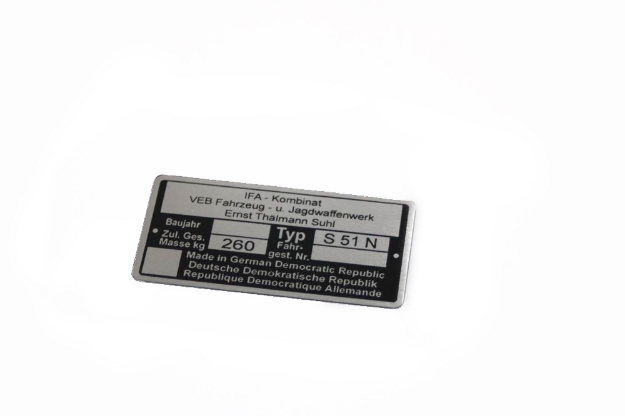 IFA - Kombinat
VEB Fahrzeug - u. Jagdwaffenwerk
Ernst Thälmann Suhl
Baujahr
Typ S 51 N
Zul. Ges.
Masse kg 260
Fahr-
gest. Nr.
Made in German Democratic Republic
Deutsche Demokratische Republik
Republique Democratique Allemande